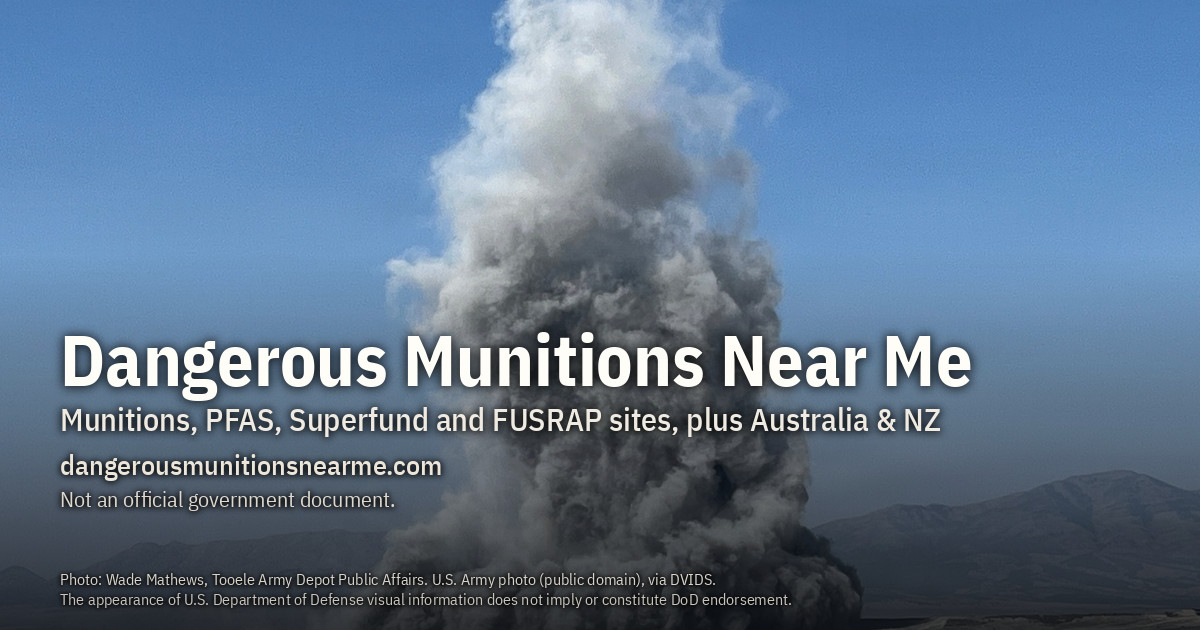 Dangerous Munitions Near Me
Munitions, PFAS, Superfund and FUSRAP sites, plus Australia & NZ
dangerousmunitionsnearme.com
Not an official government document.
Photo: Wade Mathews, Tooele Army Depot Public Affairs. U.S. Army photo (public domain), via DVIDS.
The appearance of U.S. Department of Defense visual information does not imply or constitute DoD endorsement.